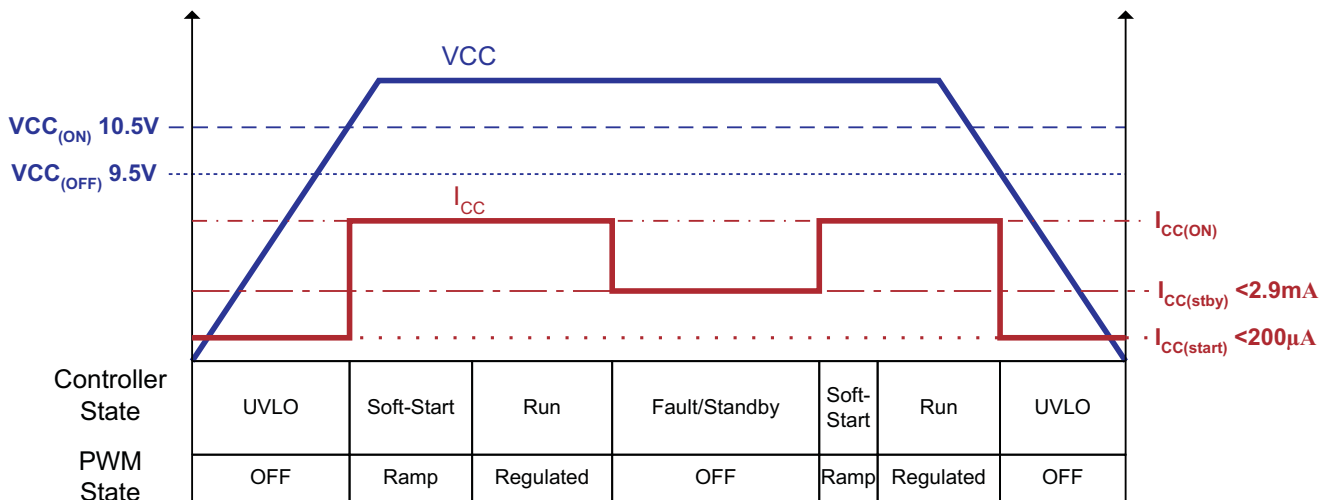 VCC
VCC(ON) 10.5V
VCC(OFF) 9.5V
ICC
ICC(ON)
ICC(stby) <2.9mA
ICC(start) <200µA
Controller
State
UVLO
Soft-Start
Run
Fault/Standby
Soft-
Start
Run
UVLO
PWM
State
OFF
Ramp
Regulated
OFF
Ramp
Regulated
OFF